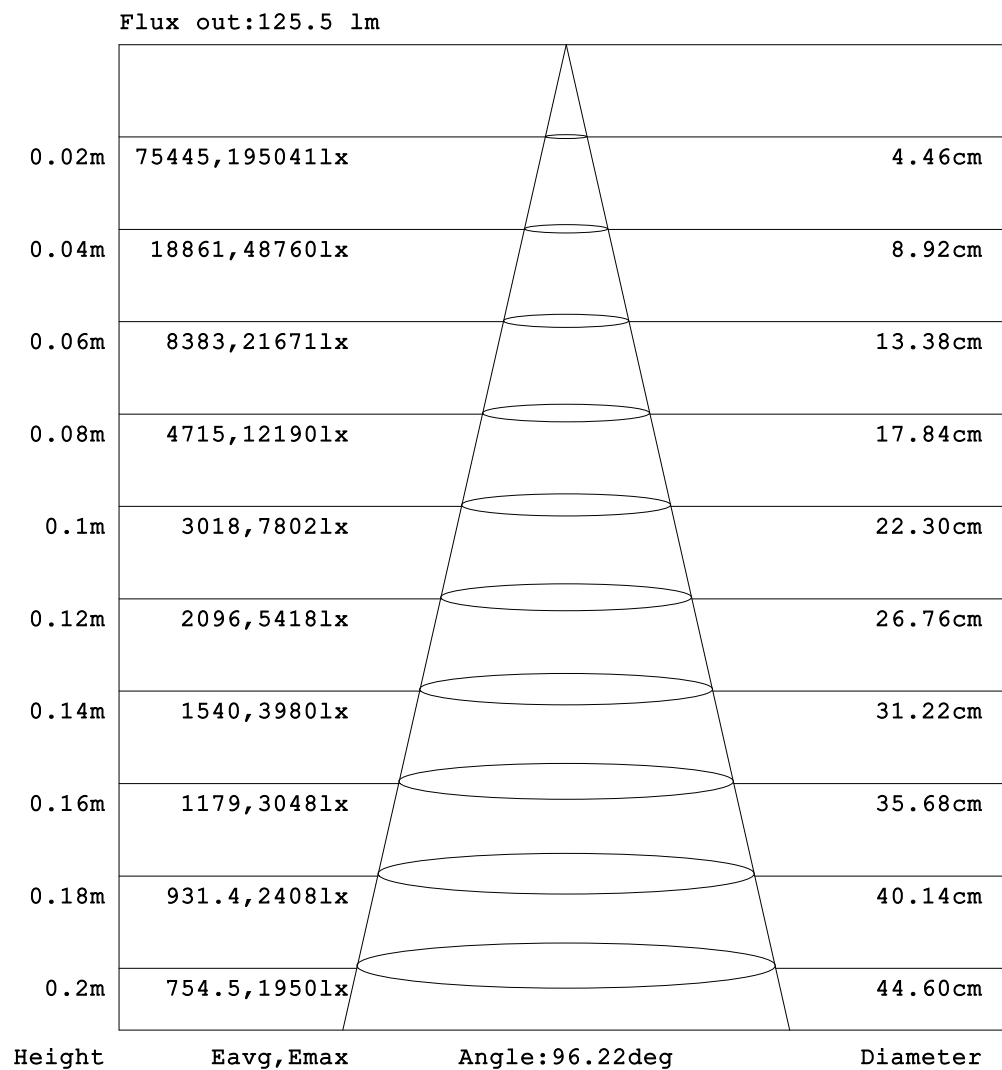 Flux out:125.5 lm
0.02m 75445,195041lx 4.46cm
0.04m 18861,48760lx 8.92cm
0.06m 8383,21671lx 13.38cm
0.08m 4715,12190lx 17.84cm
0.1m 3018,7802lx 22.30cm
0.12m 2096,5418lx 26.76cm
0.14m 1540,3980lx 31.22cm
0.16m 1179,3048lx 35.68cm
0.18m 931.4,2408lx 40.14cm
0.2m 754.5,1950lx 44.60cm
Height Eavg,Emax Angle:96.22deg Diameter